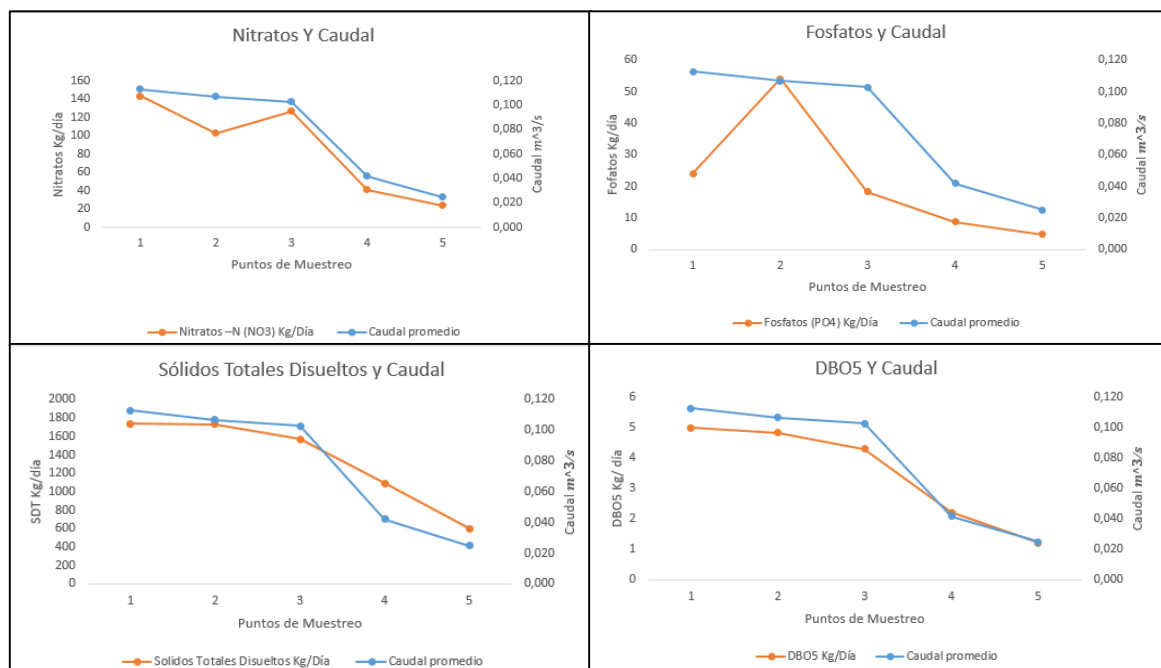 Nitratos Y Caudal
Nitratos Kg/día
160
140
120
100
80
60
40
20
0
0,120
0,100
0,080
0,060
0,040
0,020
0,000
Caudal m^3/s
1 2 3 4 5
Puntos de Muestreo
Nitratos –N (NO3) Kg/Día Caudal promedio
Fosfatos y Caudal
Fofatos Kg/día
60
50
40
30
20
10
0
0,120
0,100
0,080
0,060
0,040
0,020
0,000
Caudal m^3/s
1 2 3 4 5
Puntos de Muestreo
Fosfatos (PO4) Kg/Día Caudal promedio
Sólidos Totales Disueltos y Caudal
SDT Kg/día
2000
1800
1600
1400
1200
1000
800
600
400
200
0
0,120
0,100
0,080
0,060
0,040
0,020
0,000
Caudal m^3/s
1 2 3 4 5
Puntos de Muestreo
Solidos Totales Disueltos Kg/Día Caudal promedio
DBO5 Y Caudal
DBO5 Kg/ día
6
5
4
3
2
1
0
0,120
0,100
0,080
0,060
0,040
0,020
0,000
Caudal m^3/s
1 2 3 4 5
Puntos de Muestreo
DBO5 Kg/Día Caudal promedio